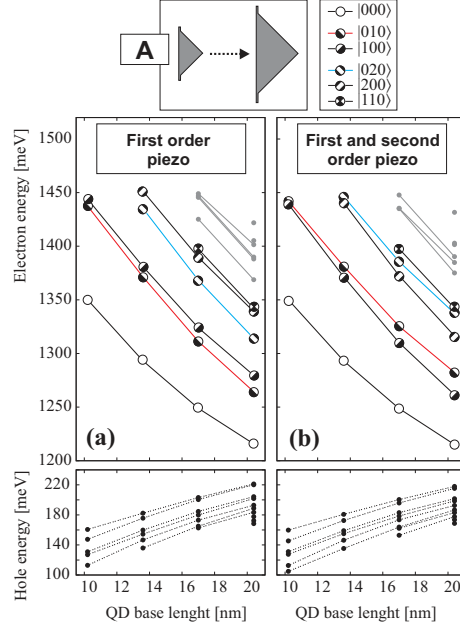 A
|000⟩
|010⟩
|100⟩
|020⟩
|200⟩
|110⟩
First order
piezo
First and second
order piezo
Electron energy [meV]
1500
1450
1400
1350
1300
1250
1200
(a)
(b)
Hole energy [meV]
220
180
140
100
10 12 14 16 18 20
10 12 14 16 18 20
QD base lenght [nm]
QD base lenght [nm]